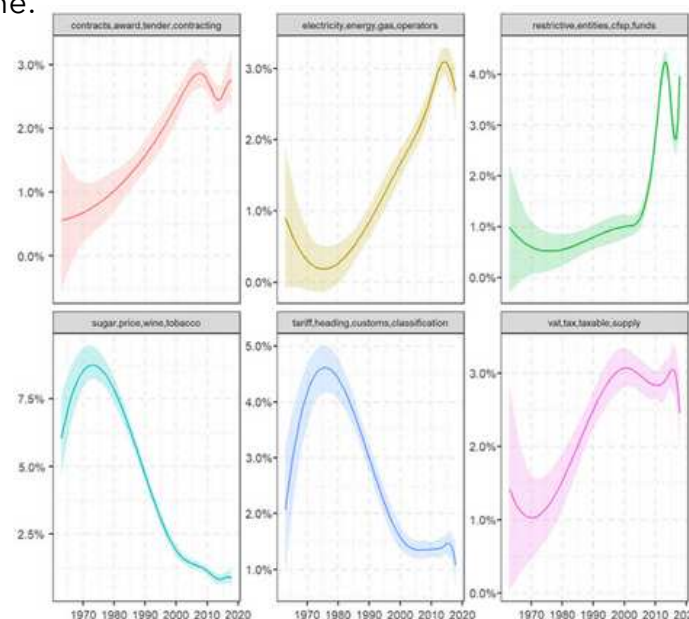 ne.
contracts,award,tender,contracting
electricity,energy,gas,operators
restrictive,entities,cfsp,funds
3.0%
2.0%
1.0%
0.0%
3.0%
2.0%
1.0%
0.0%
4.0%
3.0%
2.0%
1.0%
0.0%
sugar,price,wine,tobacco
tariff,heading,customs,classification
vat,tax,taxable,supply
7.5%
5.0%
2.5%
5.0%
4.0%
3.0%
2.0%
1.0%
3.0%
2.0%
1.0%
0.0%
1970 1980 1990 2000 2010 2020
1970 1980 1990 2000 2010 2020
1970 1980 1990 2000 2010 202